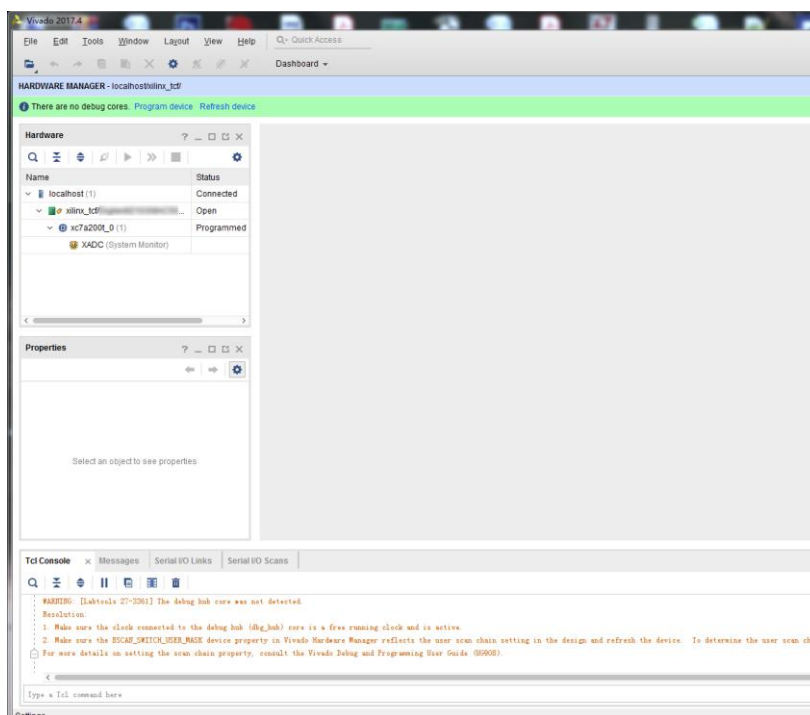 Vivado 2017.4
File Edit Tools Window Layout View Help Q- Quick Access
Dashboard
HARDWARE MANAGER - localhost/xilinx_tcf/
There are no debug cores. Program device Refresh device
Hardware ? _ □ X
Name Status
localhost (1) Connected
xilinx_tcf/ ... Open
xc7a200t_0 (1) Programmed
XADC (System Monitor)
Properties ? _ □ X
Select an object to see properties
Tcl Console x Messages Serial I/O Links Serial I/O Scans
WARNING: [Labtools 27-3361] The debug hub core was not detected.
Resolution:
1. Make sure the clock connected to the debug hub (dbg_hub) core is a free running clock and is active.
2. Make sure the BSCAN_SWITCH_USER_MASK device property in Vivado Hardware Manager reflects the user scan chain setting in the design and refresh the device. To determine the user scan ch
For more details on setting the scan chain property, consult the Vivado Debug and Programming User Guide (UG908).
Type a Tcl command here